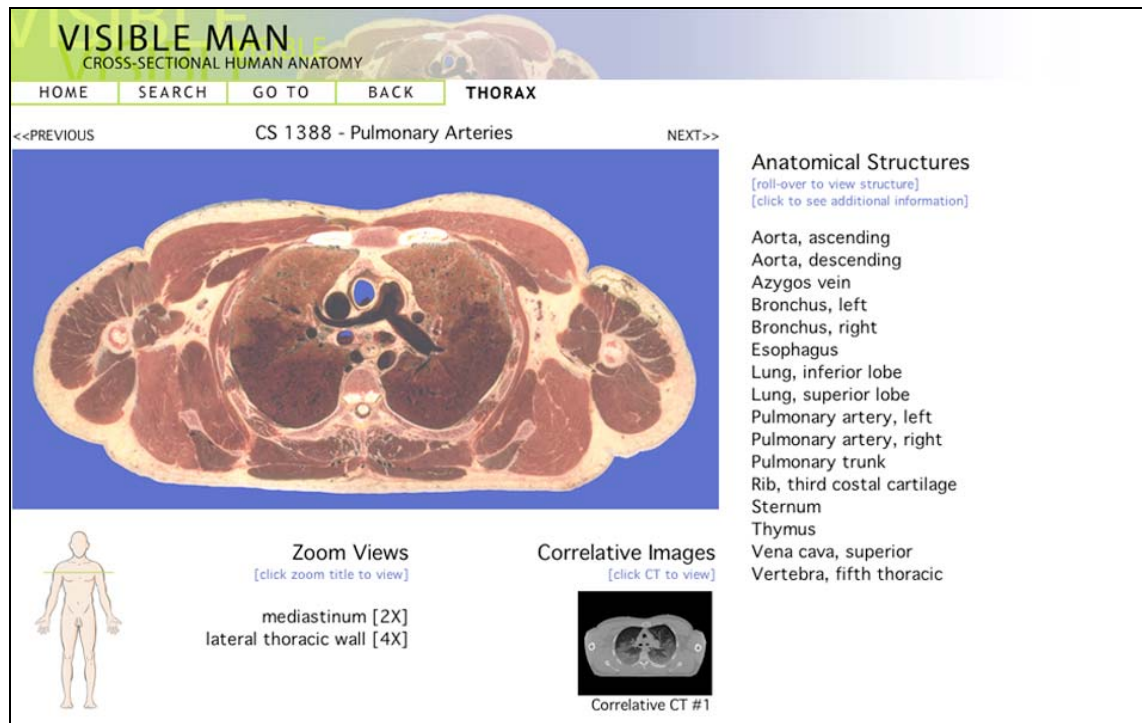 VISIBLE MAN
CROSS-SECTIONAL HUMAN ANATOMY
HOME SEARCH GO TO BACK THORAX
<<PREVIOUS CS 1388 - Pulmonary Arteries NEXT>>
Anatomical Structures
[roll-over to view structure]
[click to see additional information]
Aorta, ascending
Aorta, descending
Azygos vein
Bronchus, left
Bronchus, right
Esophagus
Lung, inferior lobe
Lung, superior lobe
Pulmonary artery, left
Pulmonary artery, right
Pulmonary trunk
Rib, third costal cartilage
Sternum
Thymus
Vena cava, superior
Vertebra, fifth thoracic
Zoom Views
[click zoom title to view]
mediastinum [2X]
lateral thoracic wall [4X]
Correlative Images
[click CT to view]
Correlative CT #1